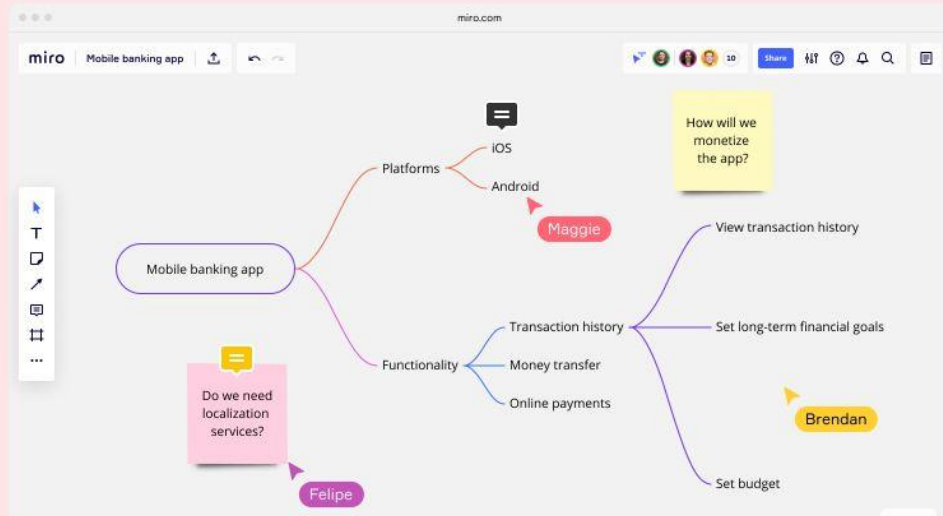 miro.com
miro
Mobile banking app
10
Share
How will we
monetize
the app?
iOS
Platforms
Android
Maggie
View transaction history
Mobile banking app
Transaction history
Set long-term financial goals
Functionality
Money transfer
Do we need
localization
services?
Online payments
Brendan
Set budget
Felipe